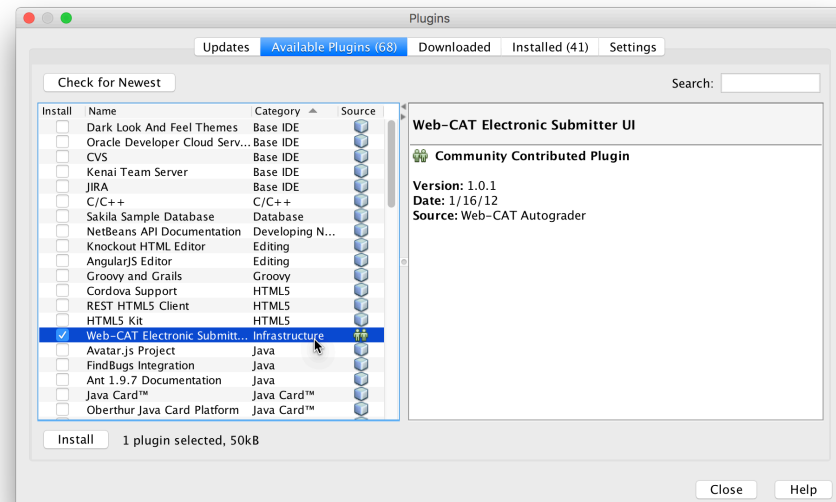 Plugins
Updates Available Plugins (68) Downloaded Installed (41) Settings
Check for Newest Search:
Install Name Category Source
Dark Look And Feel Themes Base IDE
Oracle Developer Cloud Serv... Base IDE
CVS Base IDE
Kenai Team Server Base IDE
JIRA Base IDE
C/C++ C/C++
Sakila Sample Database Database
NetBeans API Documentation Developing N...
Knockout HTML Editor Editing
AngularJS Editor Editing
Groovy and Grails Groovy
Cordova Support HTML5
REST HTML5 Client HTML5
HTML5 Kit HTML5
Web-CAT Electronic Submitt... Infrastructure
Avatar.js Project Java
FindBugs Integration Java
Ant 1.9.7 Documentation Java
Java Card™ Java Card™
Oberthur Java Card Platform Java Card™
Web-CAT Electronic Submitter UI
Community Contributed Plugin
Version: 1.0.1
Date: 1/16/12
Source: Web-CAT Autograder
Install 1 plugin selected, 50kB
Close Help